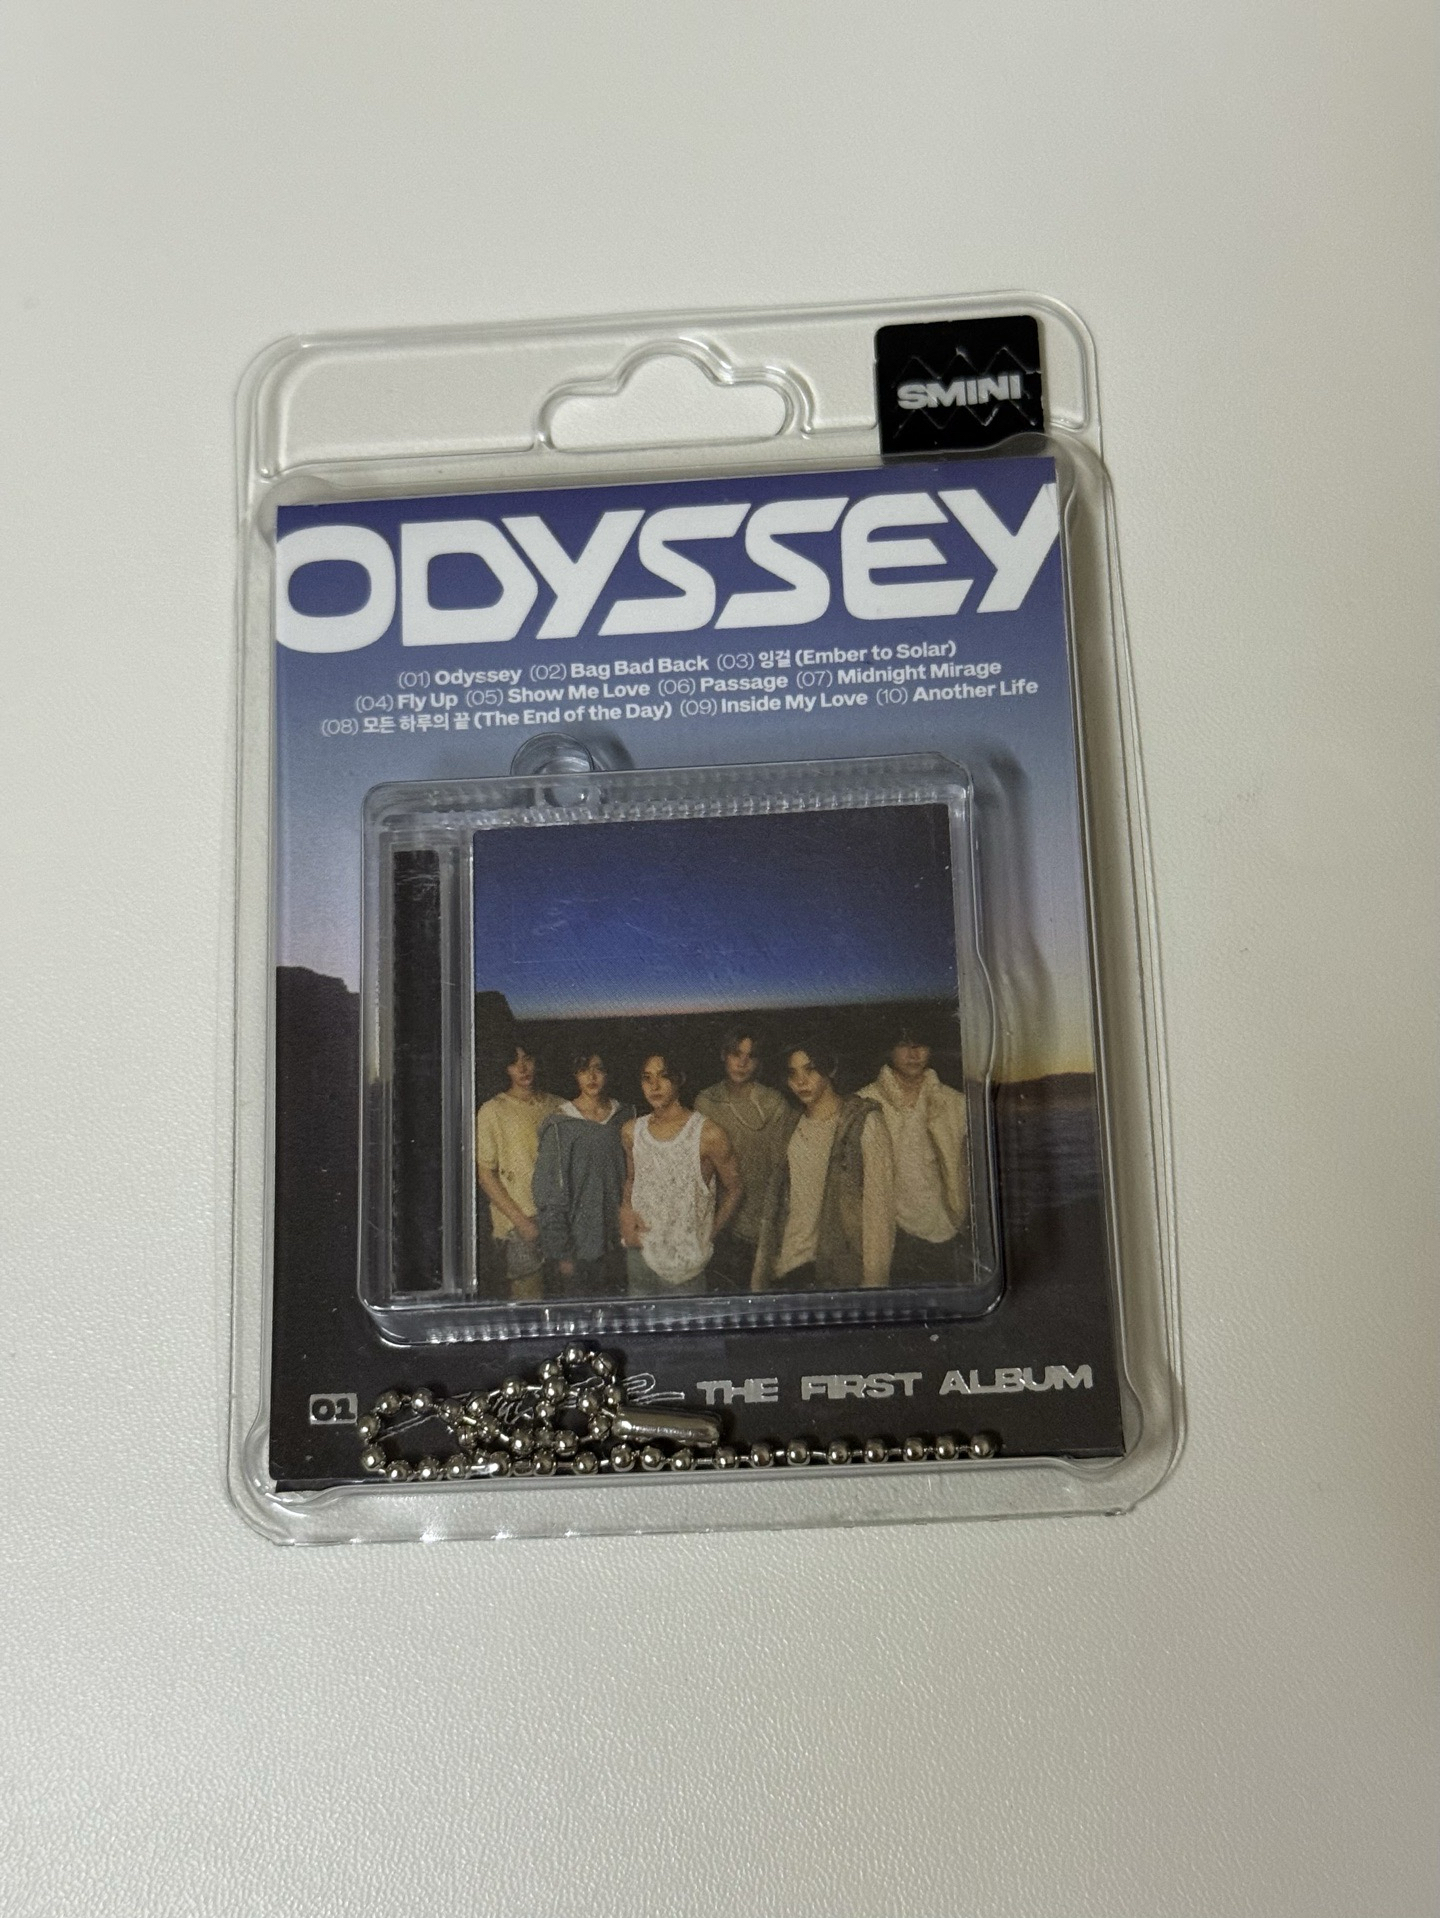 SMINI
ODYSSEY
(01) Odyssey (02) Bag Bad Back (03) 잉걸 (Ember to Solar)
(04) Fly Up (05) Show Me Love (06) Passage (07) Midnight Mirage
(08) 모든 하루의 끝 (The End of the Day) (09) Inside My Love (10) Another Life
01 THE FIRST ALBUM